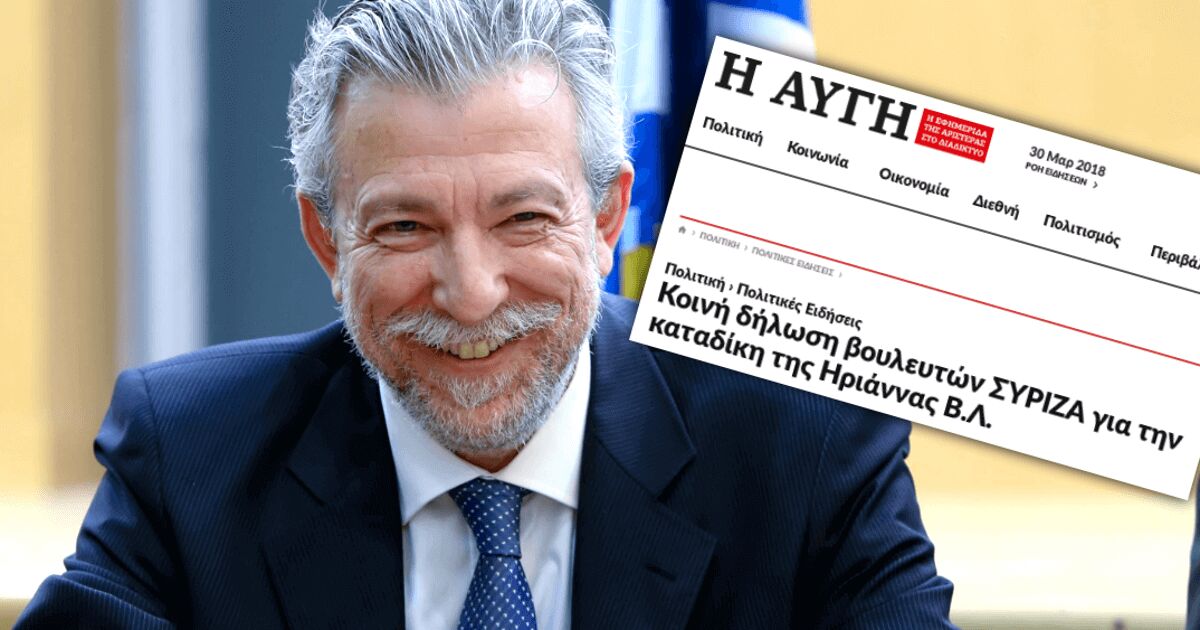 Η ΑΥΓΗ
Η ΕΦΗΜΕΡΙΔΑ
ΤΗΣ ΑΡΙΣΤΕΡΑΣ
ΣΤΟ ΔΙΑΔΙΚΤΥΟ
30 Μαρ 2018
ΡΟΗ ΕΙΔΗΣΕΩΝ >
Πολιτική Κοινωνία Οικονομία Διεθνή Πολιτισμός Περιβάλ
> ΠΟΛΙΤΙΚΗ > ΠΟΛΙΤΙΚΕΣ ΕΙΔΗΣΕΙΣ >
Πολιτική > Πολιτικές Ειδήσεις
Κοινή δήλωση βουλευτών ΣΥΡΙΖΑ για την
καταδίκη της Ηριάννας Β.Λ.